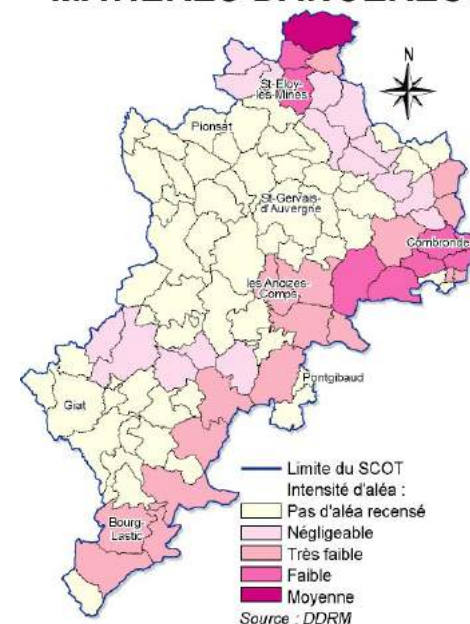 N
St-Eloy-
les-Mines
Pionsat
St-Gervais-
d'Auvergne
Combronde
les Ancizes-
Comps
Pontgibaud
Giat
Bourg-
Lastic
Limite du SCOT
Intensité d'aléa :
Pas d'aléa recensé
Négligeable
Très faible
Faible
Moyenne
Source : DDRM